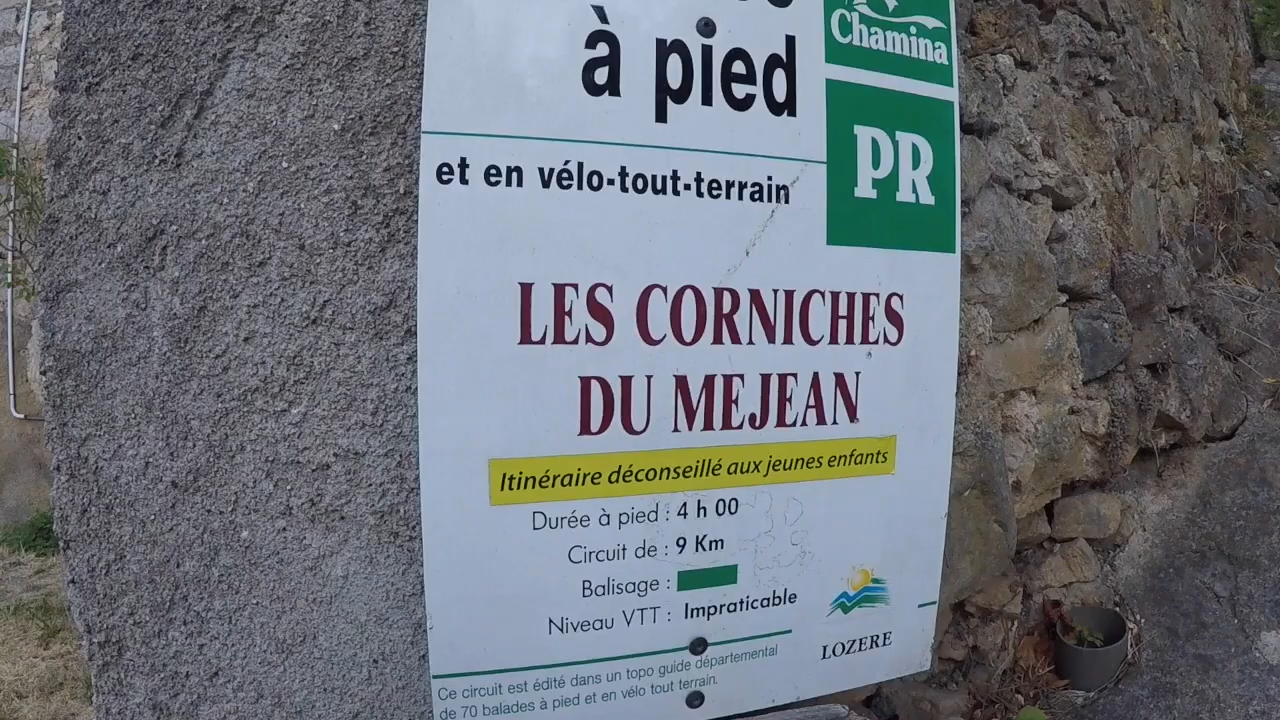 à pied
Chamina
PR
et en vélo-tout-terrain
LES CORNICHES
DU MEJEAN
Itinéraire déconseillé aux jeunes enfants
Durée à pied : 4 h 00
Circuit de : 9 Km
Balisage :
Niveau VTT : Impraticable
LOZERE
Ce circuit est édité dans un topo guide départemental
de 70 balades à pied et en vélo tout terrain.